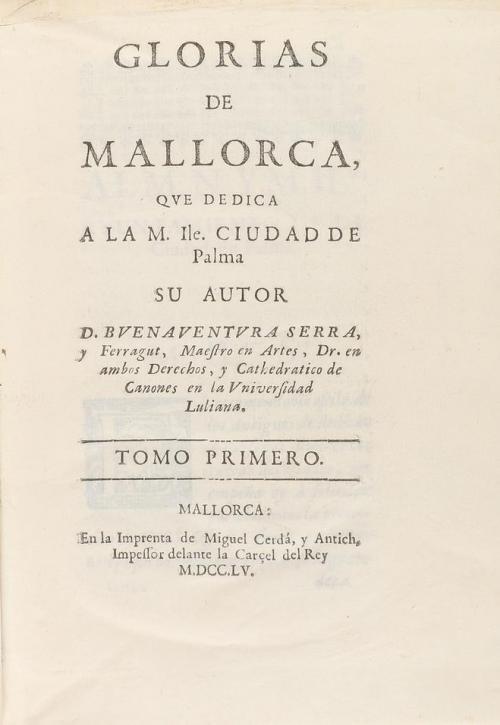 GLORIAS
DE
MALLORCA,
QVE DEDICA
A LA M. Ile. CIUDAD DE
Palma
SU AUTOR
D. BVENAVENTVRA SERRA,
y Ferragut, Maeſtro en Artes, Dr. en
ambos Derechos, y Cathedratico de
Canones en la Vniverſidad
Luliana.
TOMO PRIMERO.
MALLORCA:
En la Imprenta de Miguel Cerdá, y Antich,
Impeſſor delante la Carçel del Rey
M.DCC.LV.